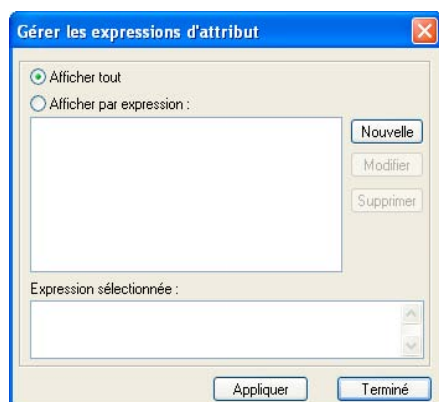 Gérer les expressions d'attribut
Afficher tout
Afficher par expression :
Nouvelle
Modifier
Supprimer
Expression sélectionnée :
Appliquer
Terminé